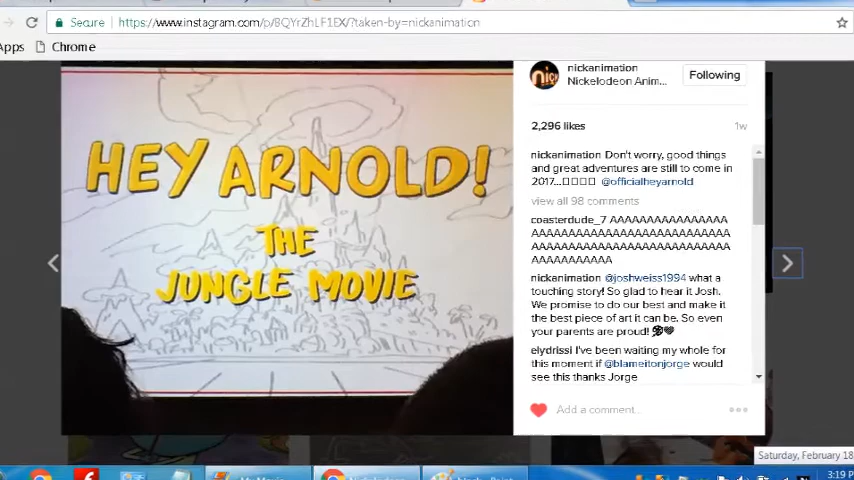 Secure
https://www.instagram.com/p/BQYrZhLF1EX/?taken-by=nickanimation
Apps
Chrome
HEY ARNOLD!
THE
JUNGLE MOVIE
nick
nickanimation
Nickelodeon Anim...
Following
2,296 likes
1w
nickanimation Don't worry, good things
and great adventures are still to come in
2017...□□□□ @officialheyarnold
view all 98 comments
coasterdude_7 AAAAAAAAAAAAAAAA
AAAAAAAAAAAAAAAAAAAAAAAAAAA
AAAAAAAAAAAAAAAAAAAAAAAAAAA
AAAAAAAAAAA
nickanimation @joshweiss1994 what a
touching story! So glad to hear it Josh.
We promise to do our best and make it
the best piece of art it can be. So even
your parents are proud!
elydrissi I've been waiting my whole for
this moment if @blameitonjorge would
see this thanks Jorge
Add a comment...
Saturday, February 18
3:19 P